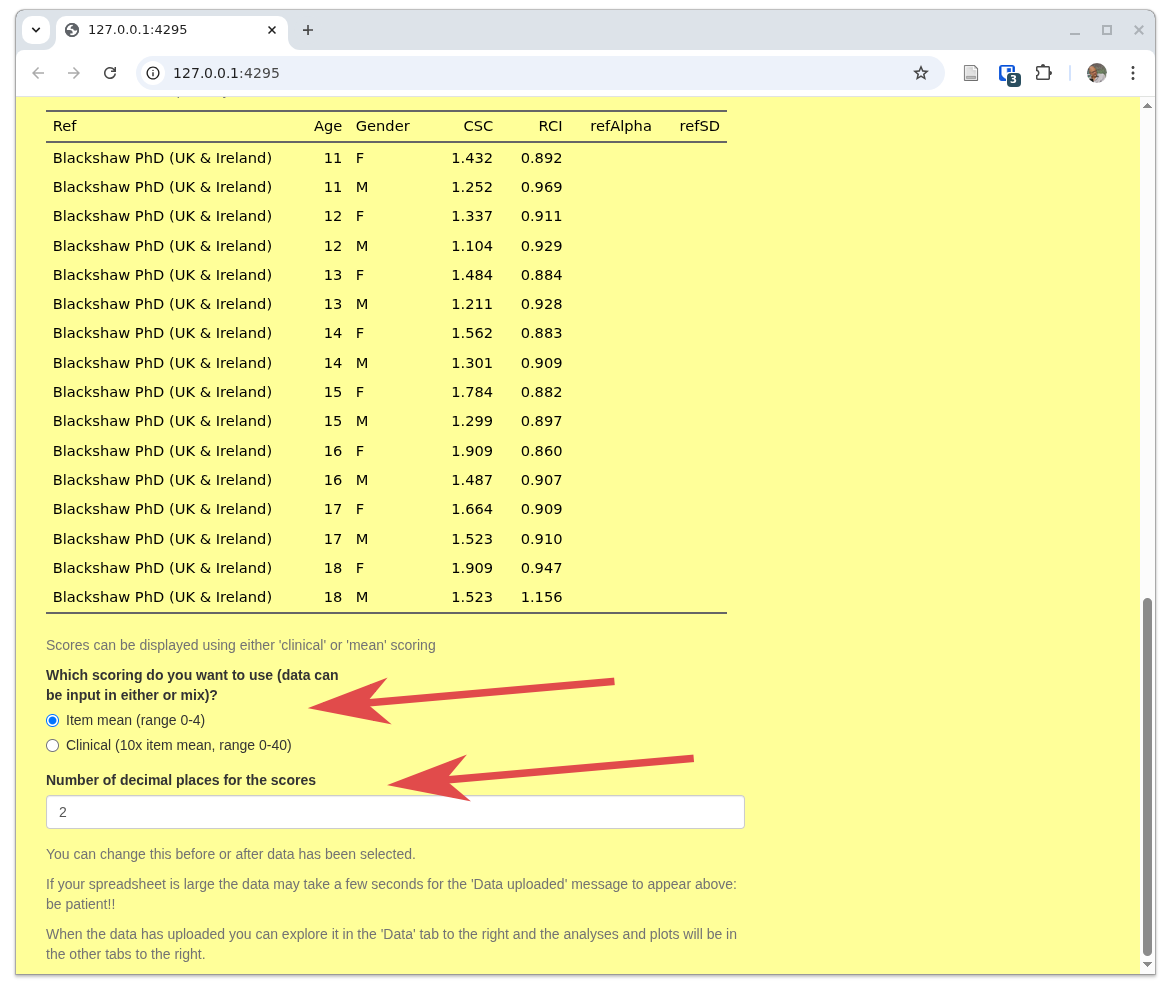 127.0.0.1:4295
127.0.0.1:4295
3
Ref Age Gender CSC RCI refAlpha refSD
Blackshaw PhD (UK & Ireland) 11 F 1.432 0.892
Blackshaw PhD (UK & Ireland) 11 M 1.252 0.969
Blackshaw PhD (UK & Ireland) 12 F 1.337 0.911
Blackshaw PhD (UK & Ireland) 12 M 1.104 0.929
Blackshaw PhD (UK & Ireland) 13 F 1.484 0.884
Blackshaw PhD (UK & Ireland) 13 M 1.211 0.928
Blackshaw PhD (UK & Ireland) 14 F 1.562 0.883
Blackshaw PhD (UK & Ireland) 14 M 1.301 0.909
Blackshaw PhD (UK & Ireland) 15 F 1.784 0.882
Blackshaw PhD (UK & Ireland) 15 M 1.299 0.897
Blackshaw PhD (UK & Ireland) 16 F 1.909 0.860
Blackshaw PhD (UK & Ireland) 16 M 1.487 0.907
Blackshaw PhD (UK & Ireland) 17 F 1.664 0.909
Blackshaw PhD (UK & Ireland) 17 M 1.523 0.910
Blackshaw PhD (UK & Ireland) 18 F 1.909 0.947
Blackshaw PhD (UK & Ireland) 18 M 1.523 1.156
Scores can be displayed using either 'clinical' or 'mean' scoring
Which scoring do you want to use (data can
be input in either or mix)?
Item mean (range 0-4)
Clinical (10x item mean, range 0-40)
Number of decimal places for the scores
2
You can change this before or after data has been selected.
If your spreadsheet is large the data may take a few seconds for the 'Data uploaded' message to appear above:
be patient!!
When the data has uploaded you can explore it in the 'Data' tab to the right and the analyses and plots will be in
the other tabs to the right.